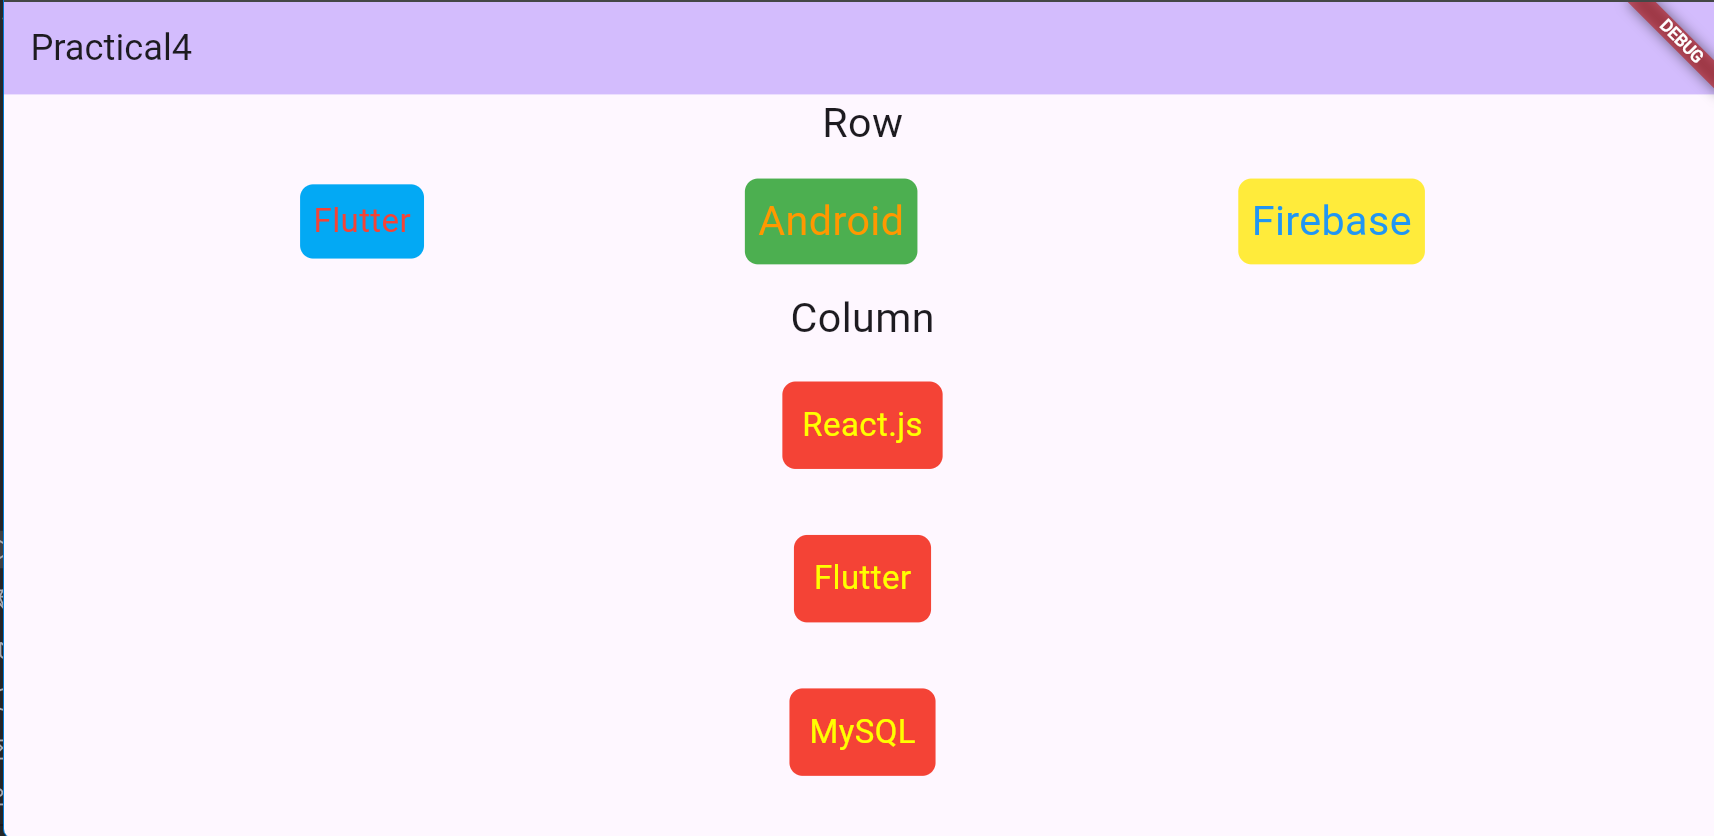 Practical4
DEBUG
Row
Flutter
Android
Firebase
Column
React.js
Flutter
MySQL